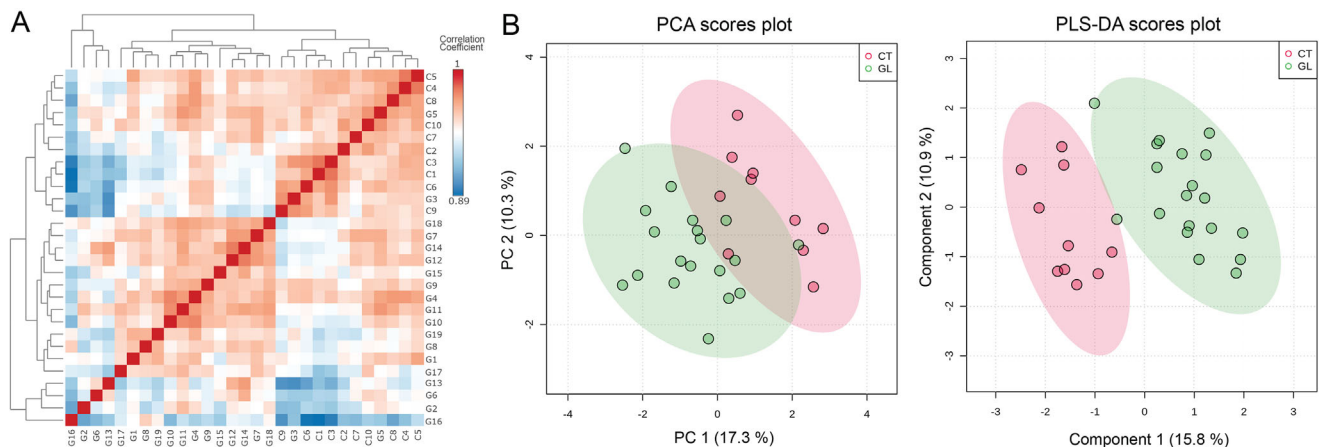 A
Correlation
Coefficient
1
0.89
C5
C4
C8
G5
C10
C7
C2
C3
C1
C6
G3
C9
G18
G7
G14
G12
G15
G9
G4
G11
G10
G19
G8
G1
G17
G13
G6
G2
G16
G16 G2 G6 G13 G17 G1 G8 G19 G10 G11 G4 G9 G15 G12 G14 G7 G18 C9 G3 C6 C1 C3 C2 C7 C10 G5 C8 C4 C5
B
PCA scores plot
CT
GL
PC 2 (10.3 %)
4
2
0
-2
-4 -2 0 2 4
PC 1 (17.3 %)
PLS-DA scores plot
CT
GL
Component 2 (10.9 %)
3
2
1
0
-1
-2
-3
-3 -2 -1 0 1 2 3
Component 1 (15.8 %)